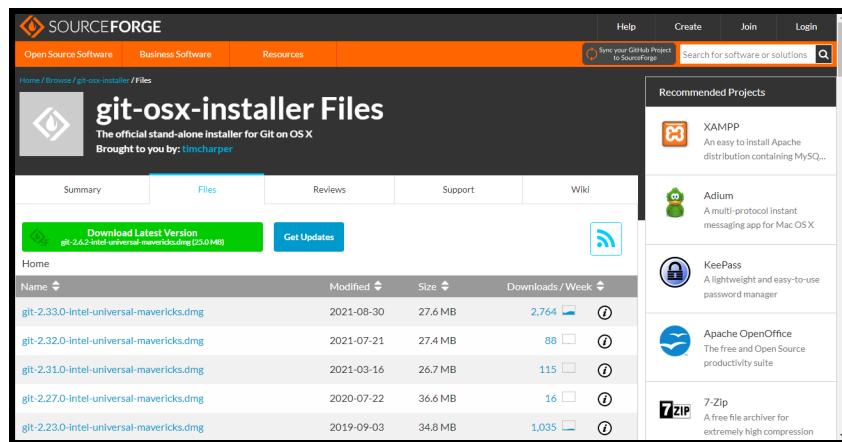 SOURCEFORGE
Help Create Join Login
Open Source Software Business Software Resources
Sync your GitHub Project
to SourceForge
Search for software or solutions
Home / Browse / git-osx-installer / Files
git-osx-installer Files
The official stand-alone installer for Git on OS X
Brought to you by: timcharper
Summary Files Reviews Support Wiki
Download Latest Version
git-2.6.2-intel-universal-mavericks.dmg (25.0 MB)
Get Updates
Home
Name Modified Size Downloads / Week
git-2.33.0-intel-universal-mavericks.dmg 2021-08-30 27.6 MB 2,764 i
git-2.32.0-intel-universal-mavericks.dmg 2021-07-21 27.4 MB 88 i
git-2.31.0-intel-universal-mavericks.dmg 2021-03-16 26.7 MB 115 i
git-2.27.0-intel-universal-mavericks.dmg 2020-07-22 36.6 MB 16 i
git-2.23.0-intel-universal-mavericks.dmg 2019-09-03 34.8 MB 1,035 i
Recommended Projects
XAMPP
An easy to install Apache
distribution containing MySQ...
Adium
A multi-protocol instant
messaging app for Mac OS X
KeePass
A lightweight and easy-to-use
password manager
Apache OpenOffice
The free and Open Source
productivity suite
7ZIP
7-Zip
A free file archiver for
extremely high compression